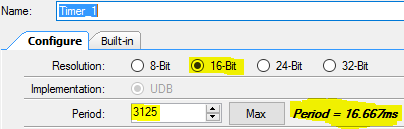 Name: Timer_1
Configure Built-in
Resolution: 8-Bit 16-Bit 24-Bit 32-Bit
Implementation: UDB
Period: 3125 Max Period = 16.667ms